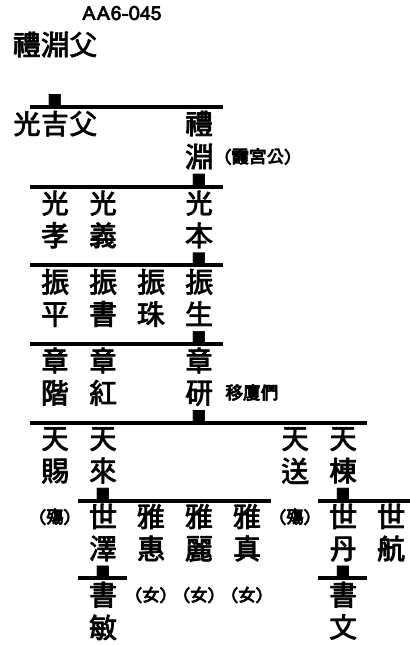 AA6-045
禮淵父
光吉父 禮淵 (霞宮公)
光孝 光義 光本
振平 振書 振珠 振生
章階 章紅 章研 移廈們
天賜 天來 天送 天棟
(殤) 世澤 雅惠 雅麗 雅真 (殤) 世丹 世航
書敏 (女) (女) (女) 書文